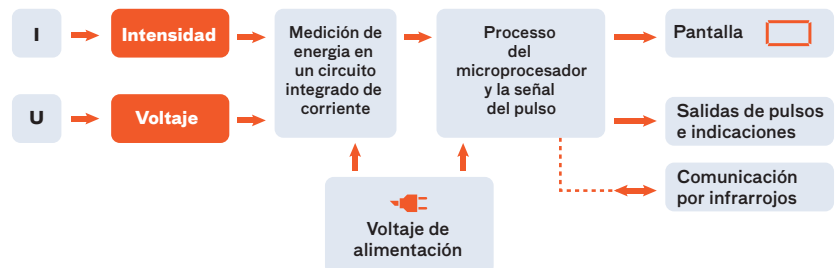 I
Intensidad
Medición de
energia en
un circuito
integrado de
corriente
Processo
del
microprocesador
y la señal
del pulso
Pantalla
U
Voltaje
Salidas de pulsos
e indicaciones
Comunicación
por infrarrojos
Voltaje de
alimentación